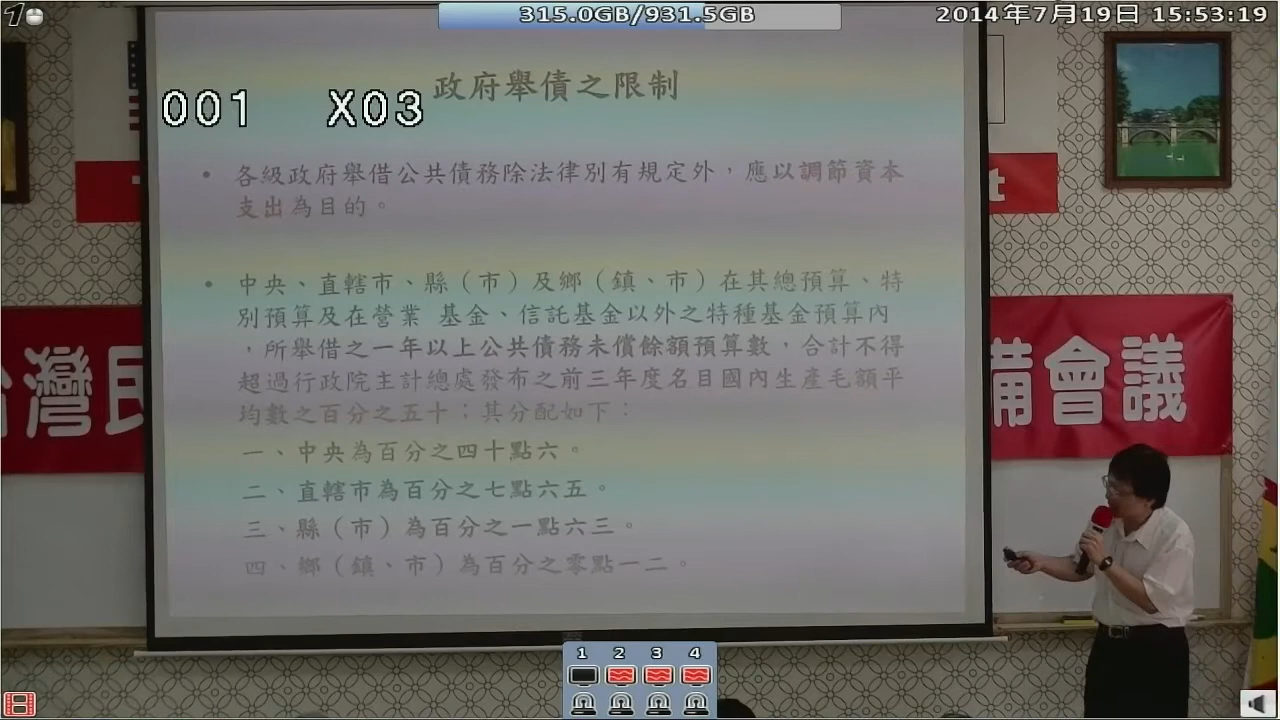 1
315.0GB/931.5GB
2014年7月19日 15:53:19
001 X03
政府舉債之限制
• 各級政府舉借公共債務除法律別有規定外，應以調節資本
支出為目的。
• 中央、直轄市、縣（市）及鄉（鎮、市）在其總預算、特
別預算及在營業 基金、信託基金以外之特種基金預算內
，所舉借之一年以上公共債務未償餘額預算數，合計不得
超過行政院主計總處發布之前三年度名目國內生產毛額平
均數之百分之五十；其分配如下：
一、中央為百分之四十點六。
二、直轄市為百分之七點六五。
三、縣（市）為百分之一點六三。
四、鄉（鎮、市）為百分之零點一二。
t
灣民
備會議
1 2 3 4